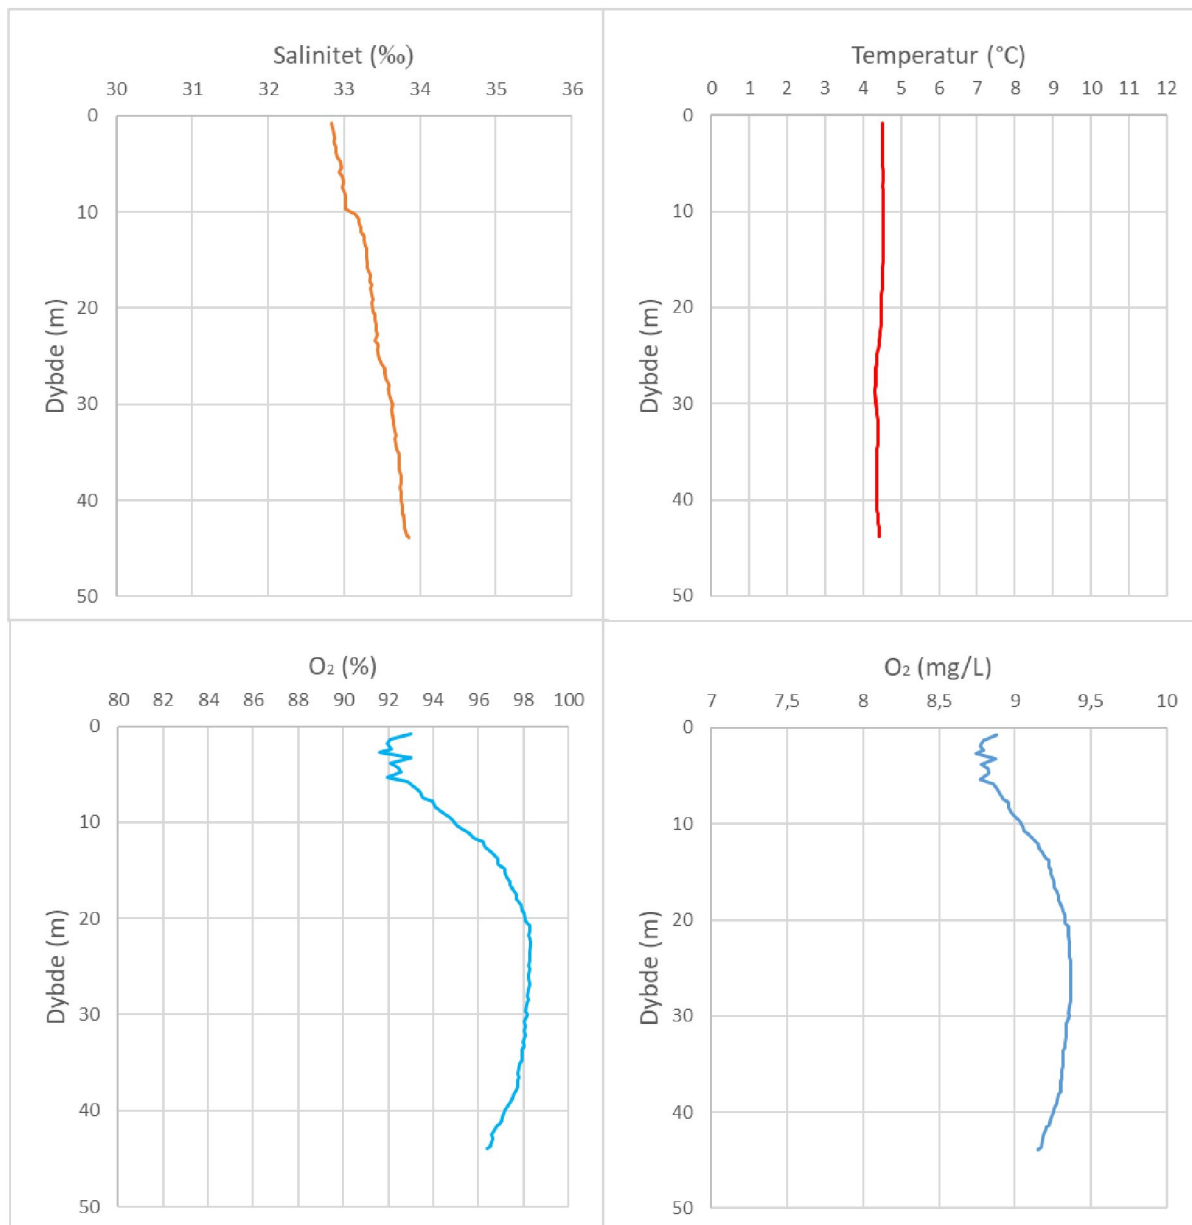 Salinitet (‰)
30 31 32 33 34 35 36
0
10
20
30
40
50
Dybde (m)
Temperatur (°C)
0 1 2 3 4 5 6 7 8 9 10 11 12
0
10
20
30
40
50
Dybde (m)
O₂ (%)
80 82 84 86 88 90 92 94 96 98 100
0
10
20
30
40
50
Dybde (m)
O₂ (mg/L)
7 7,5 8 8,5 9 9,5 10
0
10
20
30
40
50
Dybde (m)